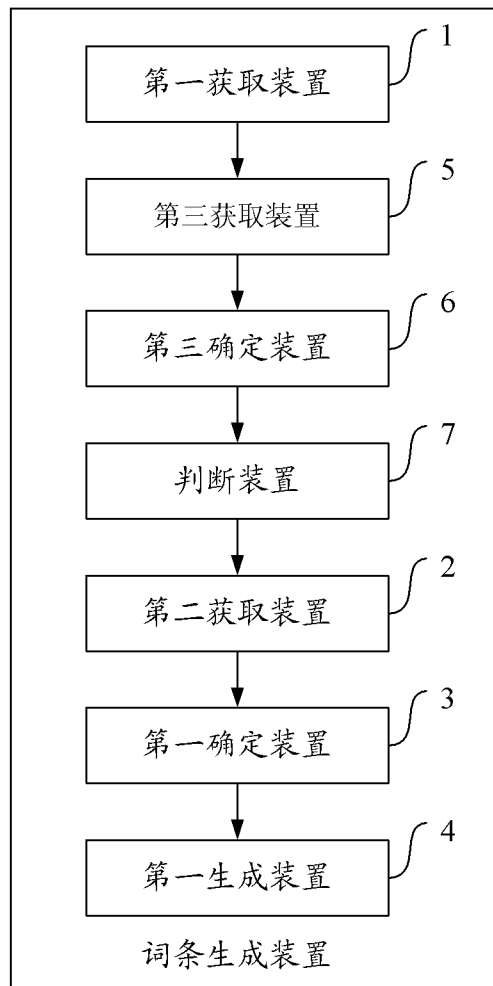 1
第一获取装置
5
第三获取装置
6
第三确定装置
7
判断装置
2
第二获取装置
3
第一确定装置
4
第一生成装置
词条生成装置